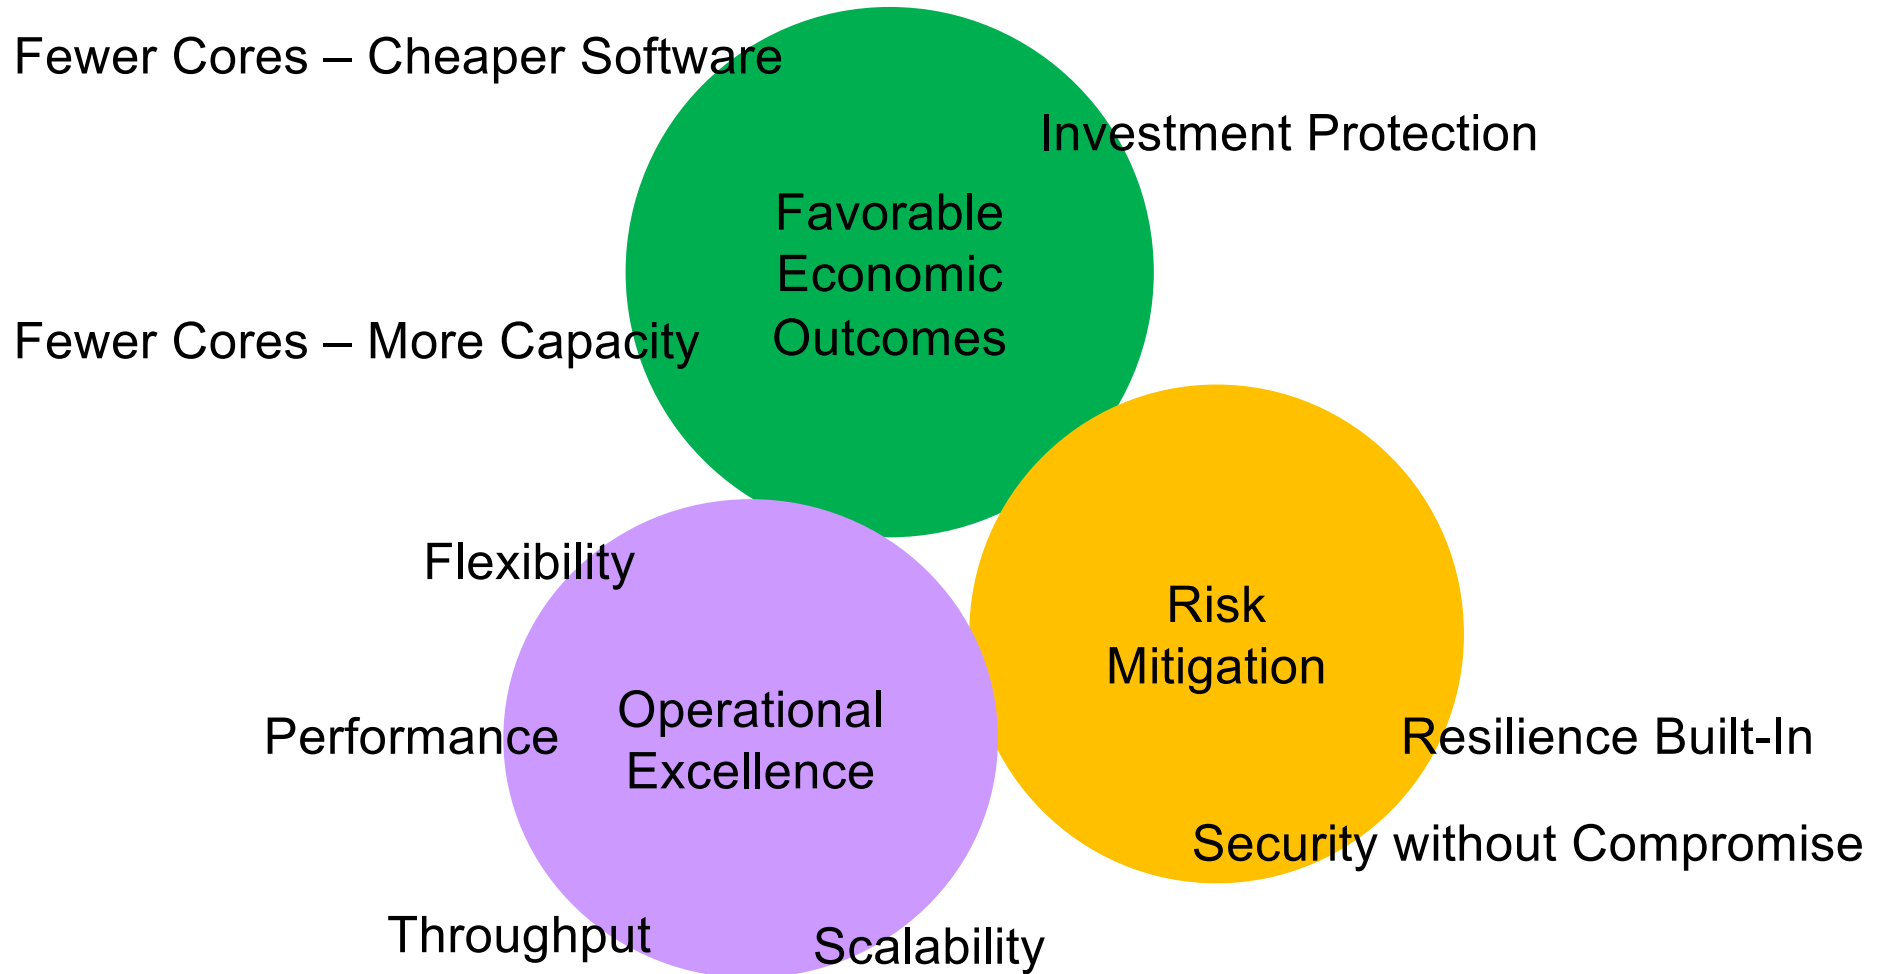 Fewer Cores – Cheaper Software
Investment Protection
Favorable
Economic
Outcomes
Fewer Cores – More Capacity
Flexibility
Risk
Mitigation
Operational
Excellence
Performance
Resilience Built-In
Security without Compromise
Throughput
Scalability